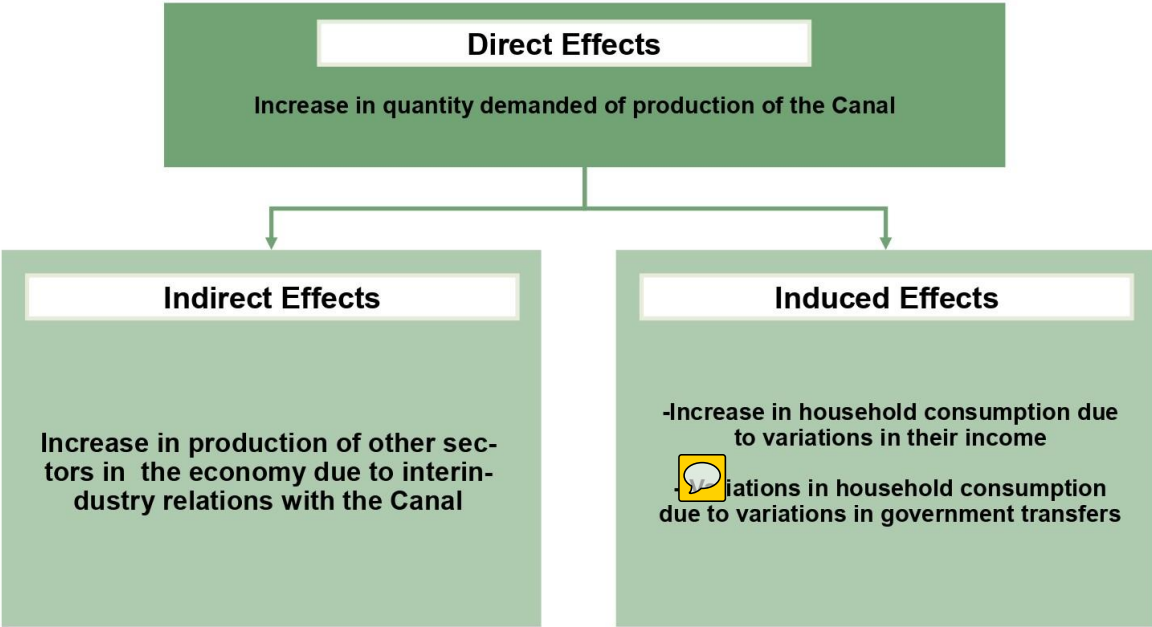 Direct Effects
Increase in quantity demanded of production of the Canal
Indirect Effects
Increase in production of other sec-
tors in the economy due to interin-
dustry relations with the Canal
Induced Effects
-Increase in household consumption due
to variations in their income
- Variations in household consumption
due to variations in government transfers